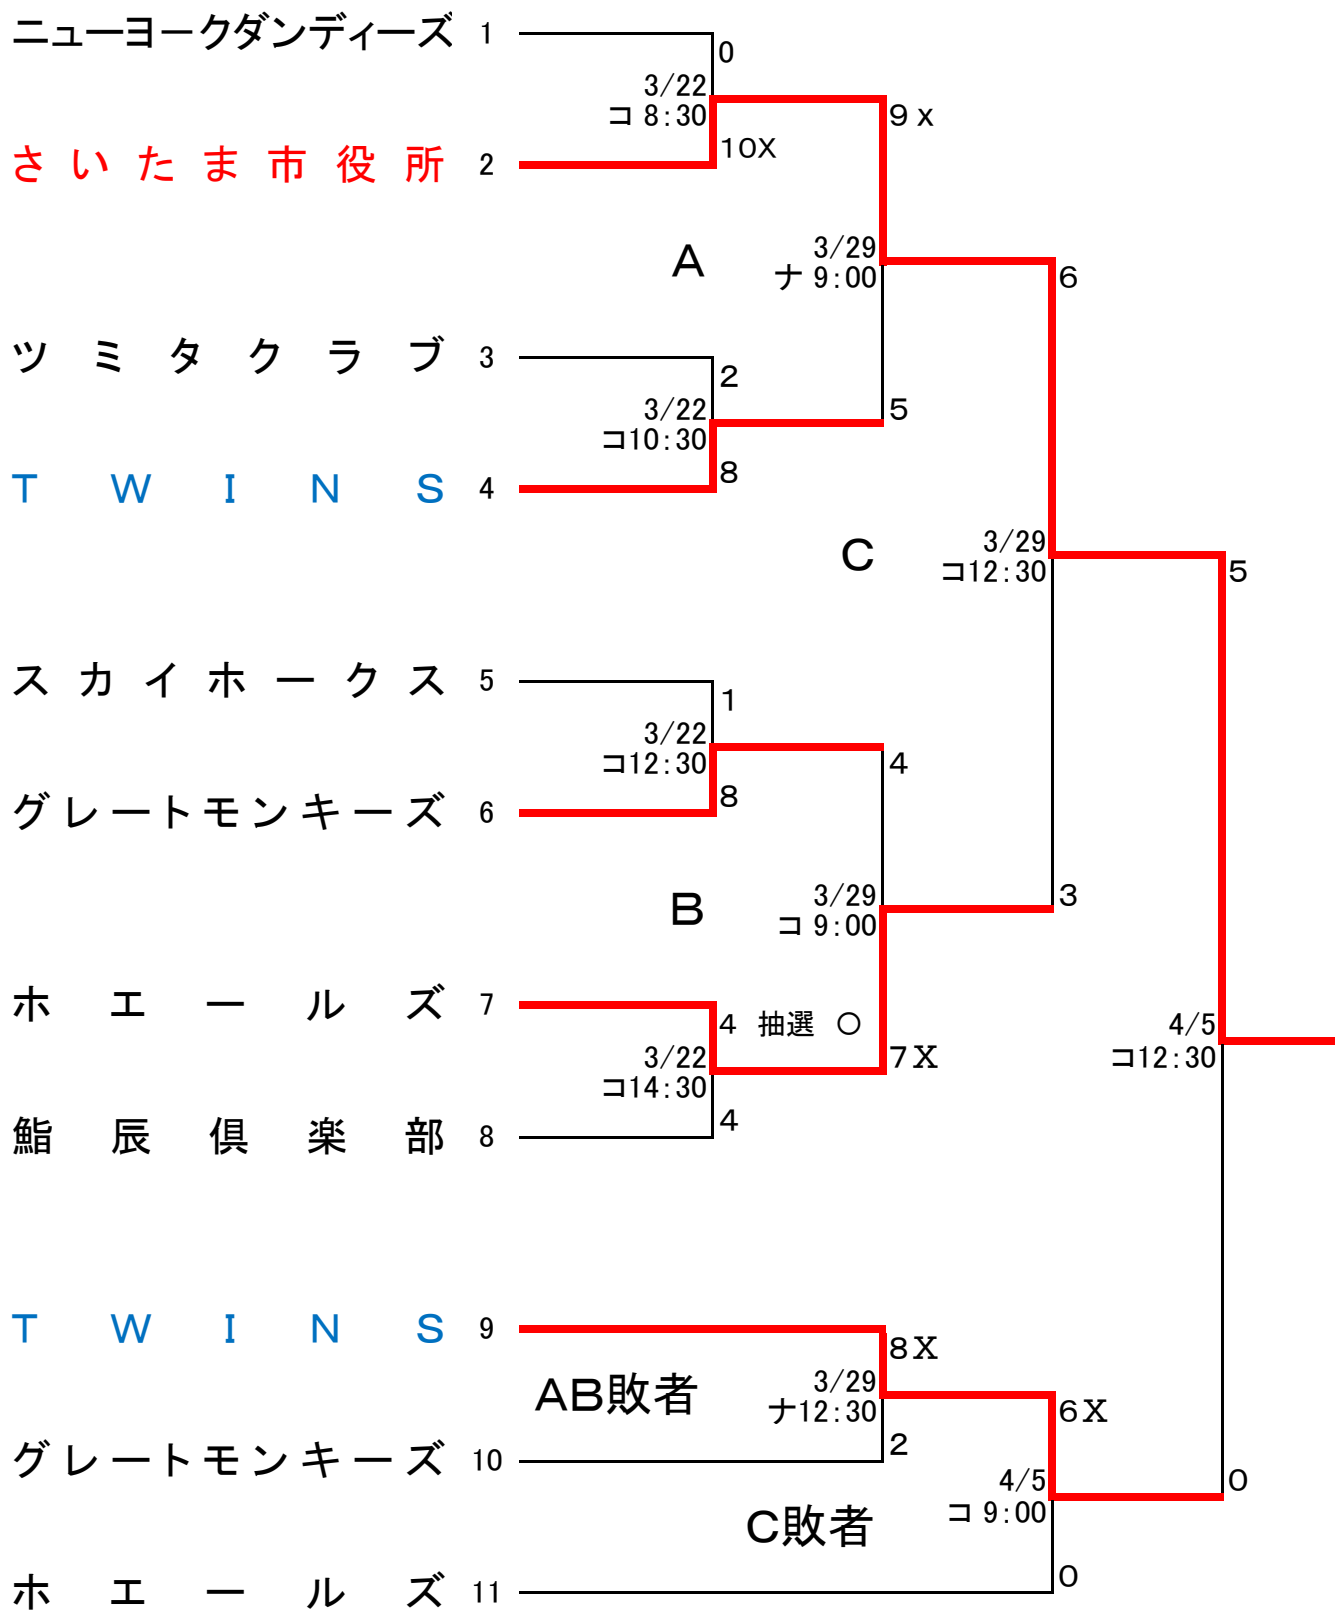 ニューヨークダンディーズ 1
0
3/22
コ 8:30
9x
10X
さいたま市役所 2
A
3/29
ナ 9:00
6
ツミタクラブ 3
2
3/22
コ10:30
5
8
TWINS 4
C
3/29
コ12:30
5
スカイホークス 5
1
3/22
コ12:30
4
8
グレートモンキーズ 6
B
3/29
コ 9:00
3
ホエールズ 7
4 抽選 ○
3/22
コ14:30
7X
4/5
コ12:30
4
鮨辰倶楽部 8
TWINS 9
8X
AB敗者
3/29
ナ12:30
6X
2
グレートモンキーズ 10
4/5
コ 9:00
0
C敗者
0
ホエールズ 11